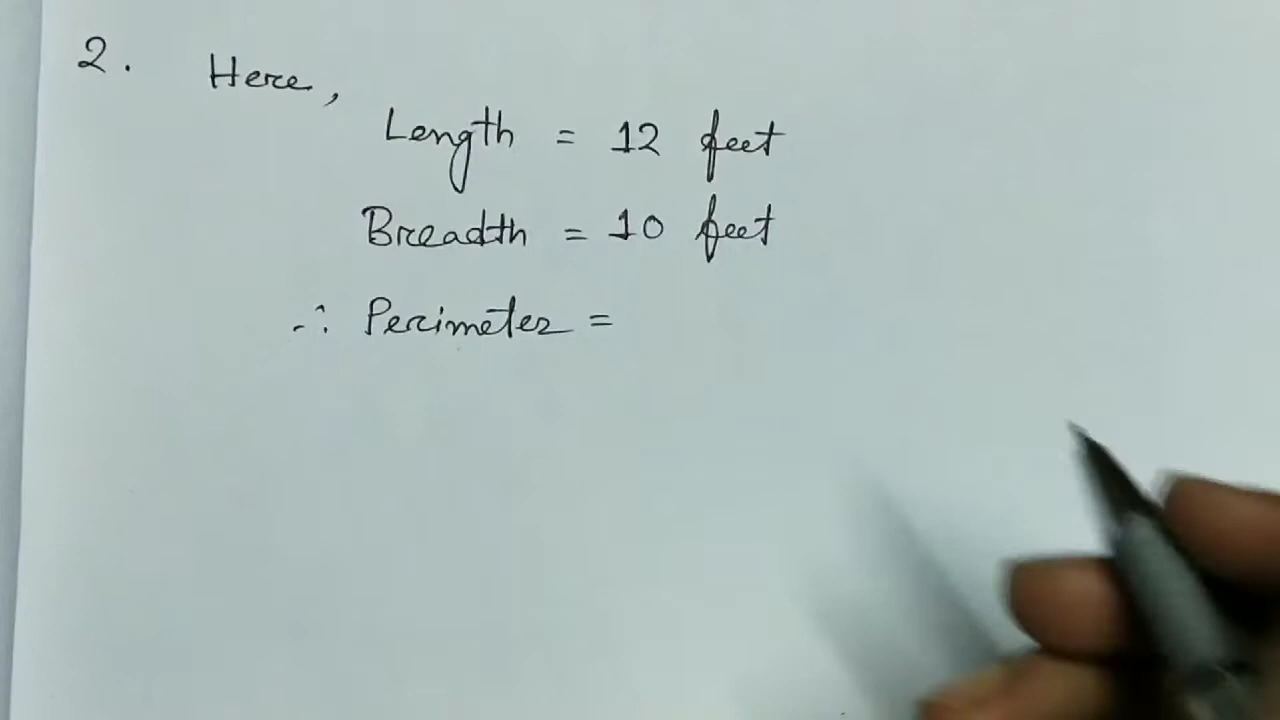 2. Here,
Length = 12 feet
Breadth = 10 feet
∴ Perimeter =